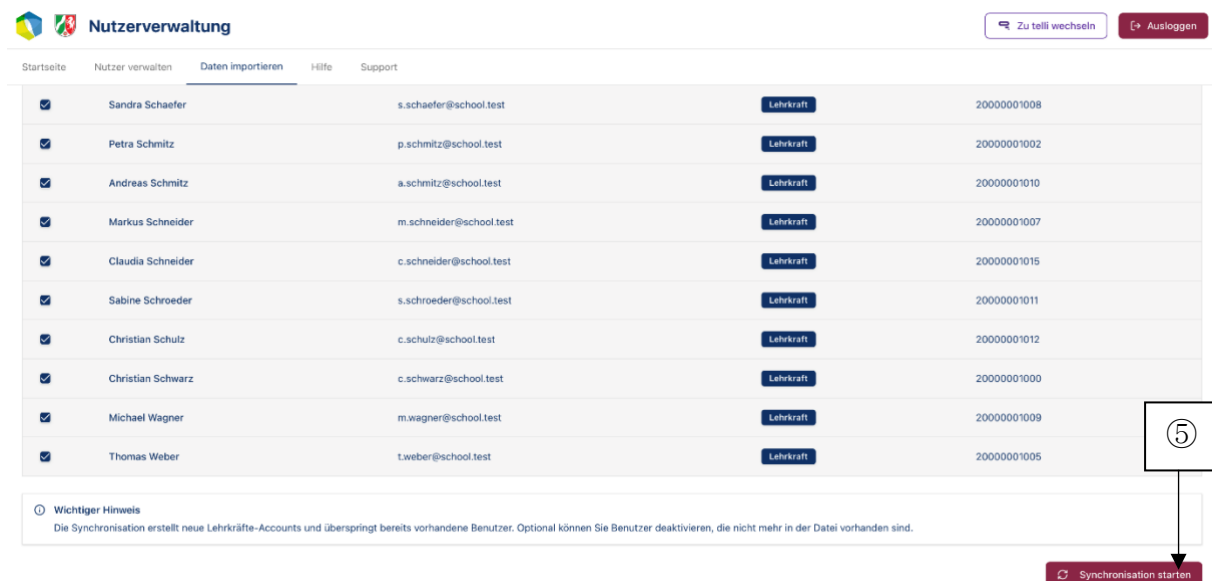 Nutzerverwaltung
Zu telli wechseln
Ausloggen
Startseite Nutzer verwalten Daten importieren Hilfe Support
Sandra Schaefer s.schaefer@school.test Lehrkraft 20000001008
Petra Schmitz p.schmitz@school.test Lehrkraft 20000001002
Andreas Schmitz a.schmitz@school.test Lehrkraft 20000001010
Markus Schneider m.schneider@school.test Lehrkraft 20000001007
Claudia Schneider c.schneider@school.test Lehrkraft 20000001015
Sabine Schroeder s.schroeder@school.test Lehrkraft 20000001011
Christian Schulz c.schulz@school.test Lehrkraft 20000001012
Christian Schwarz c.schwarz@school.test Lehrkraft 20000001000
Michael Wagner m.wagner@school.test Lehrkraft 20000001009
Thomas Weber t.weber@school.test Lehrkraft 20000001005
⑤
Wichtiger Hinweis
Die Synchronisation erstellt neue Lehrkräfte-Accounts und überspringt bereits vorhandene Benutzer. Optional können Sie Benutzer deaktivieren, die nicht mehr in der Datei vorhanden sind.
Synchronisation starten